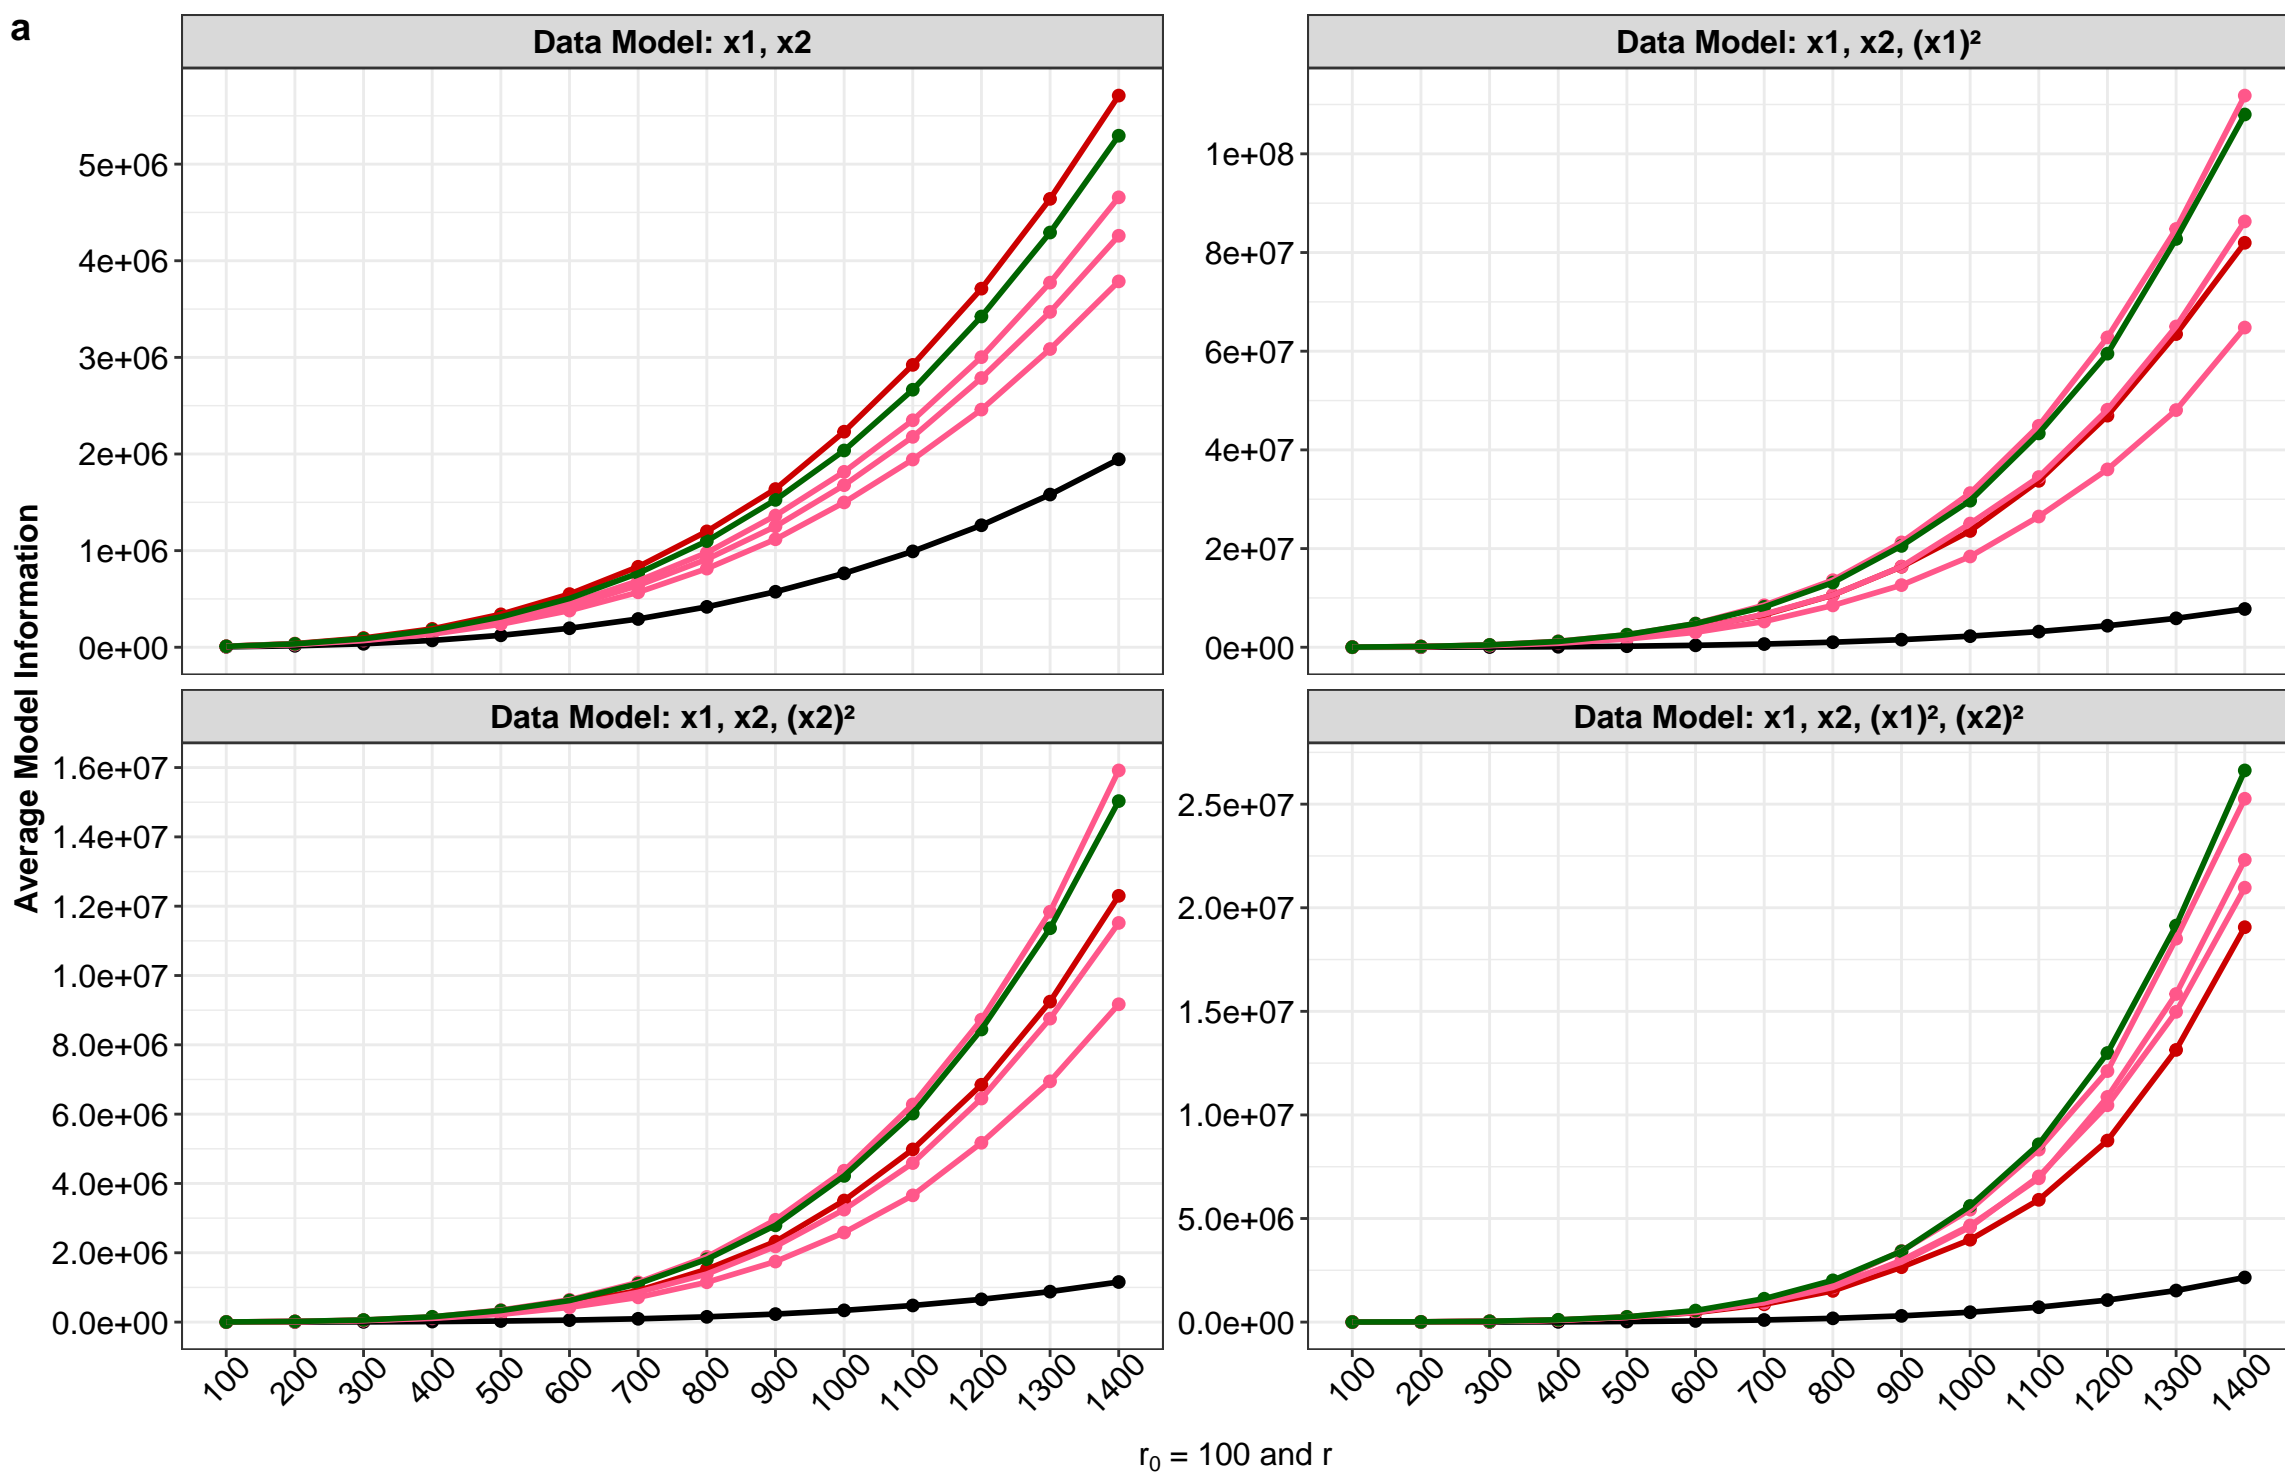 a
Data Model: x1, x2
Data Model: x1, x2, (x1)²
5e+06
4e+06
3e+06
2e+06
1e+06
0e+00
1e+08
8e+07
6e+07
4e+07
2e+07
0e+00
Average Model Information
Data Model: x1, x2, (x2)²
Data Model: x1, x2, (x1)², (x2)²
1.6e+07
1.4e+07
1.2e+07
1.0e+07
8.0e+06
6.0e+06
4.0e+06
2.0e+06
0.0e+00
2.5e+07
2.0e+07
1.5e+07
1.0e+07
5.0e+06
0.0e+00
100 200 300 400 500 600 700 800 900 1000 1100 1200 1300 1400
100 200 300 400 500 600 700 800 900 1000 1100 1200 1300 1400
r₀ = 100 and r